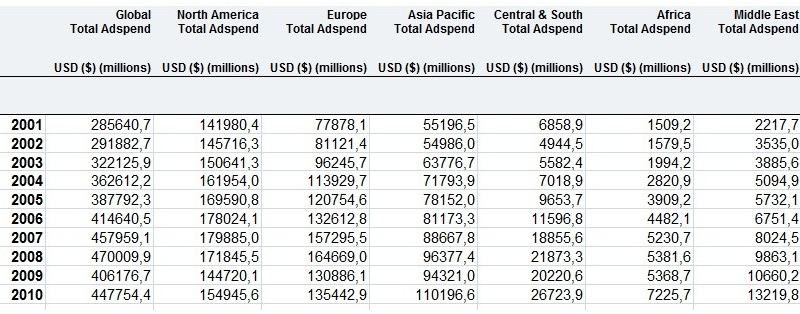 Global North America Europe Asia Pacific Central & South Africa Middle East
Total Adspend Total Adspend Total Adspend Total Adspend Total Adspend Total Adspend Total Adspend
USD ($) (millions) USD ($) (millions) USD ($) (millions) USD ($) (millions) USD ($) (millions) USD ($) (millions) USD ($) (millions)
2001 285640,7 141980,4 77878,1 55196,5 6858,9 1509,2 2217,7
2002 291882,7 145716,3 81121,4 54986,0 4944,5 1579,5 3535,0
2003 322125,9 150641,3 96245,7 63776,7 5582,4 1994,2 3885,6
2004 362612,2 161954,0 113929,7 71793,9 7018,9 2820,9 5094,9
2005 387792,3 169590,8 120754,6 78152,0 9653,7 3909,2 5732,1
2006 414640,5 178024,1 132612,8 81173,3 11596,8 4482,1 6751,4
2007 457959,1 179885,0 157295,5 88667,8 18855,6 5230,7 8024,5
2008 470009,9 171845,5 164669,0 96377,4 21873,3 5381,6 9863,1
2009 406176,7 144720,1 130886,1 94321,0 20220,6 5368,7 10660,2
2010 447754,4 154945,6 135442,9 110196,6 26723,9 7225,7 13219,8